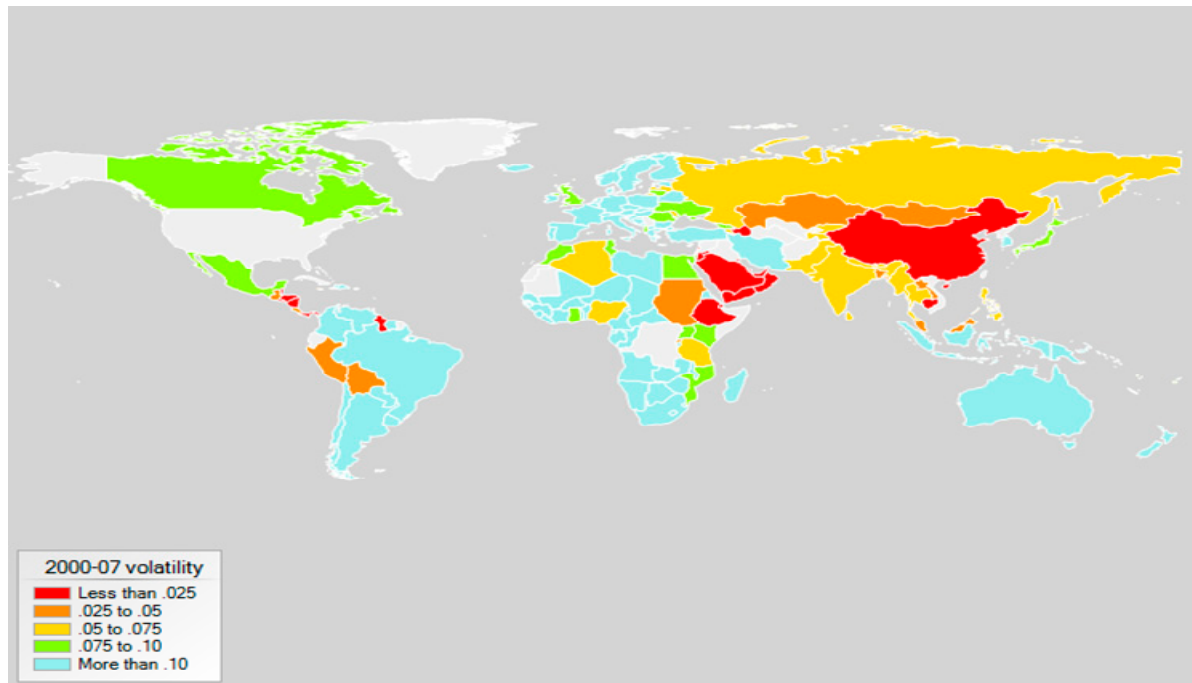 2000-07 volatility
Less than .025
.025 to .05
.05 to .075
.075 to .10
More than .10